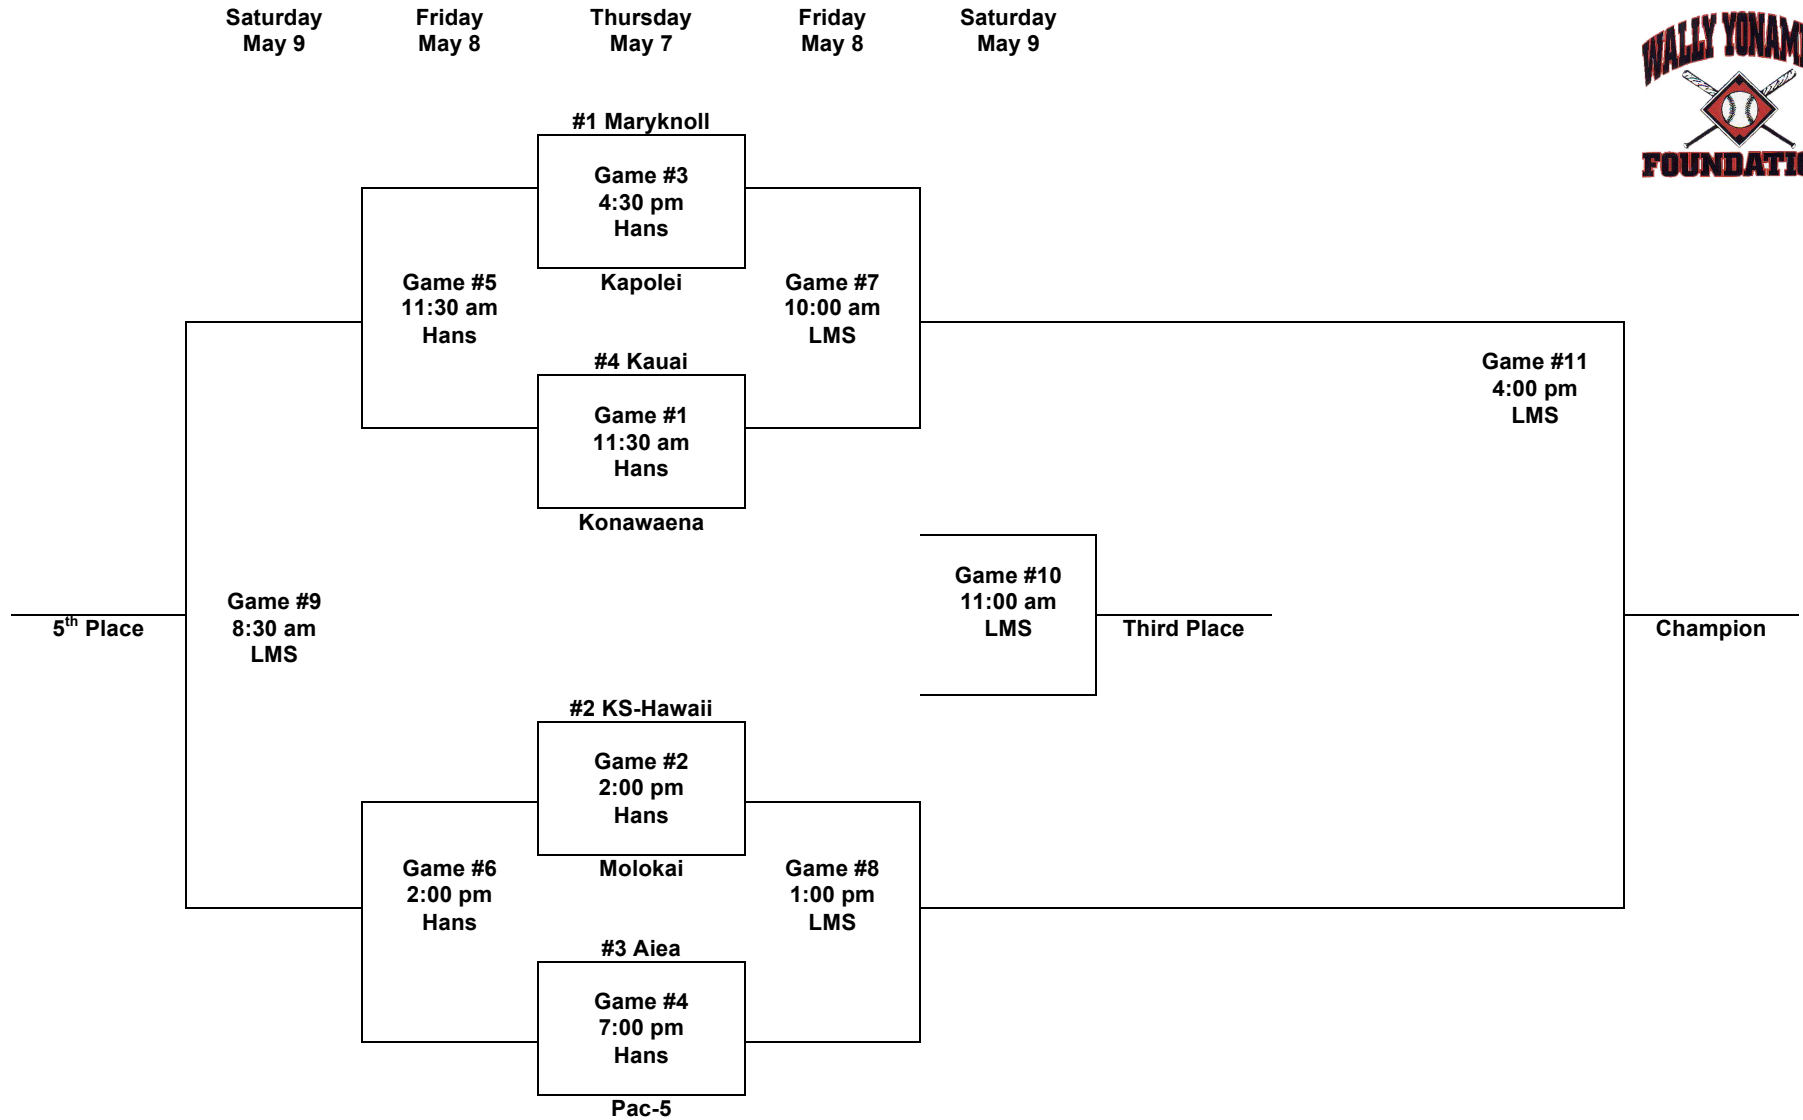 Saturday
May 9
Friday
May 8
Thursday
May 7
Friday
May 8
Saturday
May 9
WALLY YONAM
FOUNDATIO
#1 Maryknoll
Game #3
4:30 pm
Hans
Kapolei
Game #5
11:30 am
Hans
Game #7
10:00 am
LMS
#4 Kauai
Game #1
11:30 am
Hans
Konawaena
Game #11
4:00 pm
LMS
Game #9
8:30 am
LMS
5th Place
Game #10
11:00 am
LMS
Third Place
Champion
#2 KS-Hawaii
Game #2
2:00 pm
Hans
Molokai
Game #6
2:00 pm
Hans
Game #8
1:00 pm
LMS
#3 Aiea
Game #4
7:00 pm
Hans
Pac-5